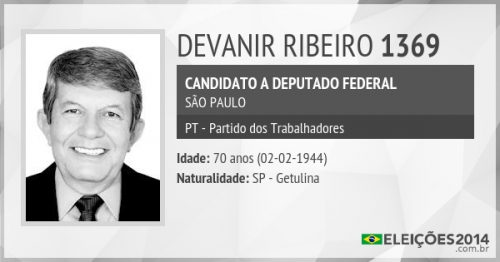 DEVANIR RIBEIRO 1369
CANDIDATO A DEPUTADO FEDERAL
SÃO PAULO
PT - Partido dos Trabalhadores
Idade: 70 anos (02-02-1944)
Naturalidade: SP - Getulina
ELEIÇÕES2014
.com.br